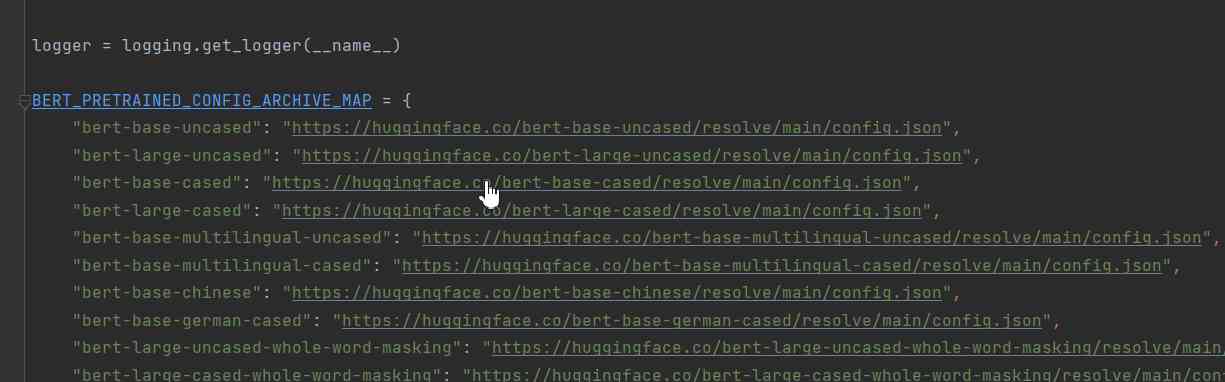 logger = logging.get_logger(__name__)
BERT_PRETRAINED_CONFIG_ARCHIVE_MAP = {
"bert-base-uncased": "https://huggingface.co/bert-base-uncased/resolve/main/config.json",
"bert-large-uncased": "https://huggingface.co/bert-large-uncased/resolve/main/config.json",
"bert-base-cased": "https://huggingface.co/bert-base-cased/resolve/main/config.json",
"bert-large-cased": "https://huggingface.co/bert-large-cased/resolve/main/config.json",
"bert-base-multilingual-uncased": "https://huggingface.co/bert-base-multilingual-uncased/resolve/main/config.json",
"bert-base-multilingual-cased": "https://huggingface.co/bert-base-multilingual-cased/resolve/main/config.json",
"bert-base-chinese": "https://huggingface.co/bert-base-chinese/resolve/main/config.json",
"bert-base-german-cased": "https://huggingface.co/bert-base-german-cased/resolve/main/config.json",
"bert-large-uncased-whole-word-masking": "https://huggingface.co/bert-large-uncased-whole-word-masking/resolve/main/
"bert-large-cased-whole-word-masking": "https://huggingface.co/bert-large-cased-whole-word-masking/resolve/main/con